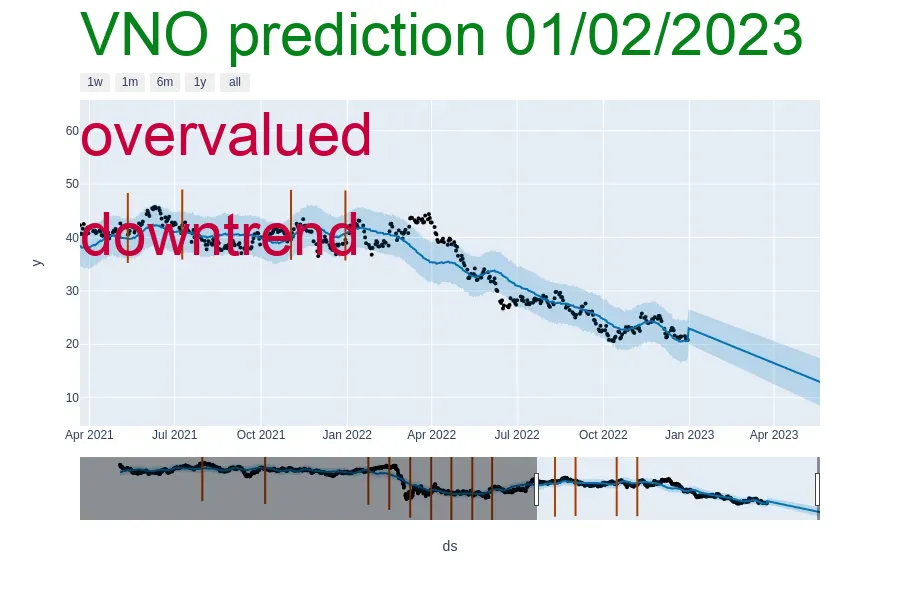 VNO prediction 01/02/2023
1w 1m 6m 1y all
overvalued
downtrend
60
50
40
30
20
10
y
Apr 2021 Jul 2021 Oct 2021 Jan 2022 Apr 2022 Jul 2022 Oct 2022 Jan 2023 Apr 2023
ds